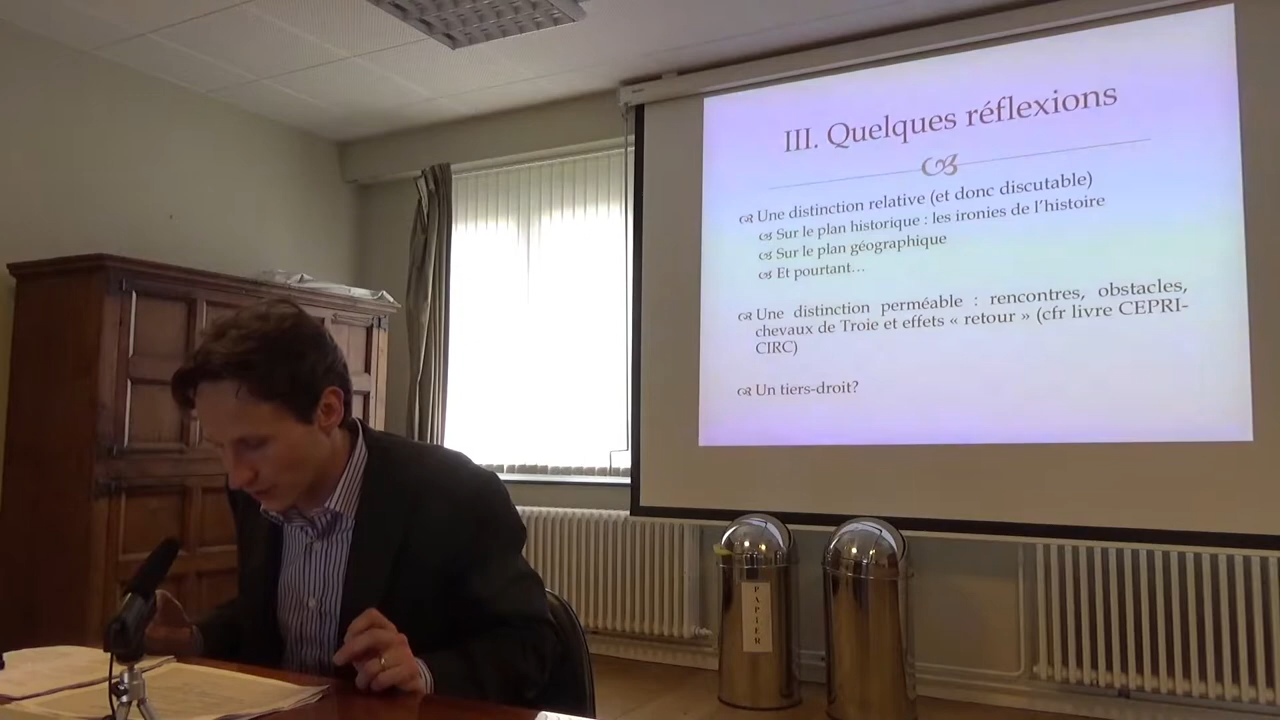 III. Quelques réflexions
Une distinction relative (et donc discutable)
Sur le plan historique : les ironies de l'histoire
Sur le plan géographique
Et pourtant…
Une distinction perméable : rencontres, obstacles,
chevaux de Troie et effets « retour » (cfr livre CEPRI-
CIRC)
Un tiers-droit?
PAPIER